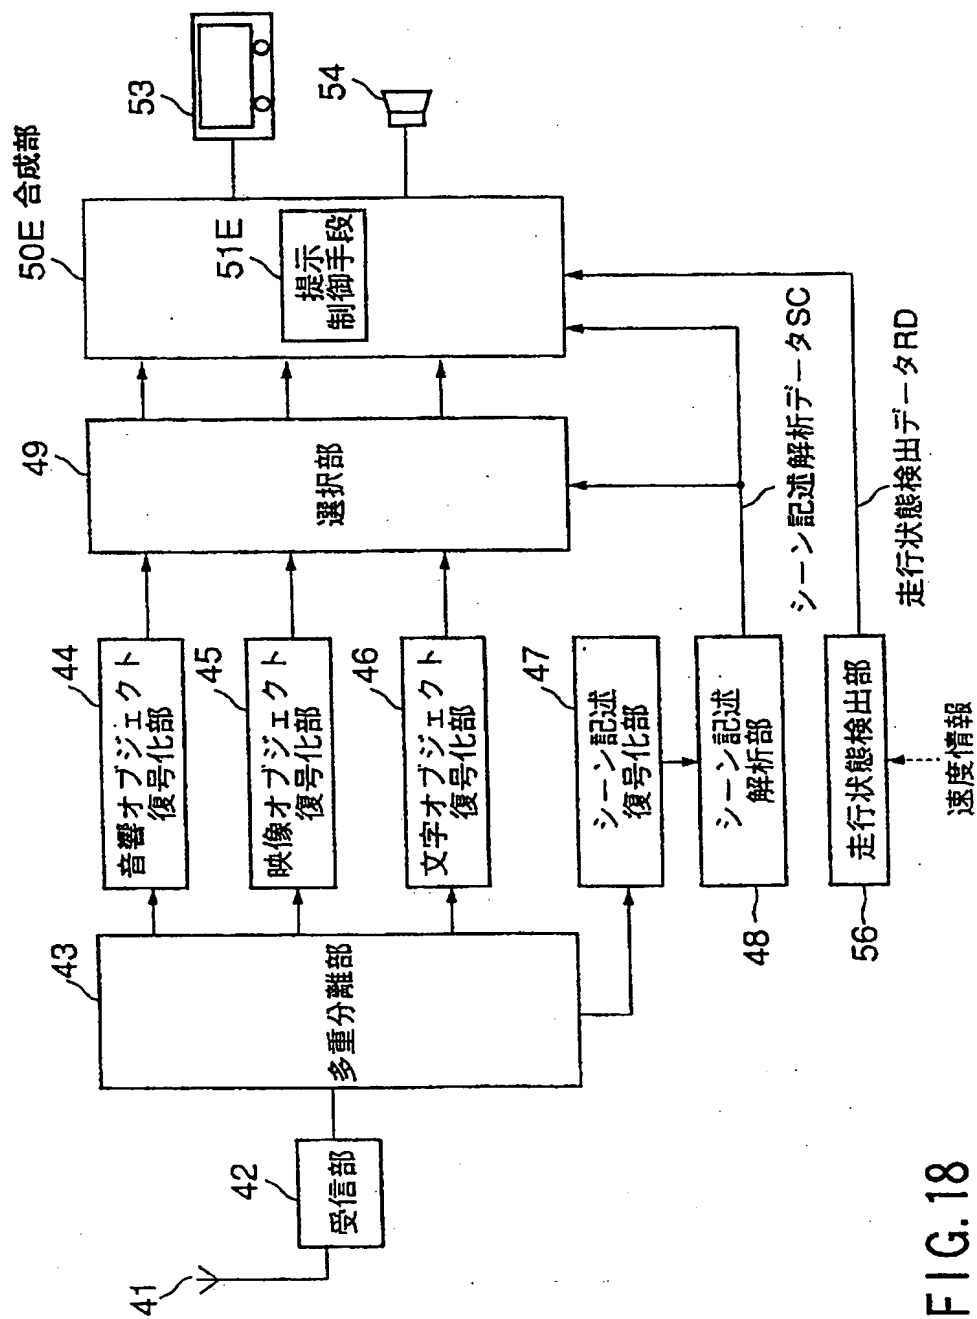 41
42
受信部
43
多重分離部
44
音響オブジェクト
復号化部
45
映像オブジェクト
復号化部
46
文字オブジェクト
復号化部
47
シーン記述
復号化部
48
シーン記述
解析部
56
走行状態検出部
速度情報
49
選択部
シーン記述解析データSC
走行状態検出データRD
50E 合成部
51E
提示
制御手段
53
54
FIG. 18